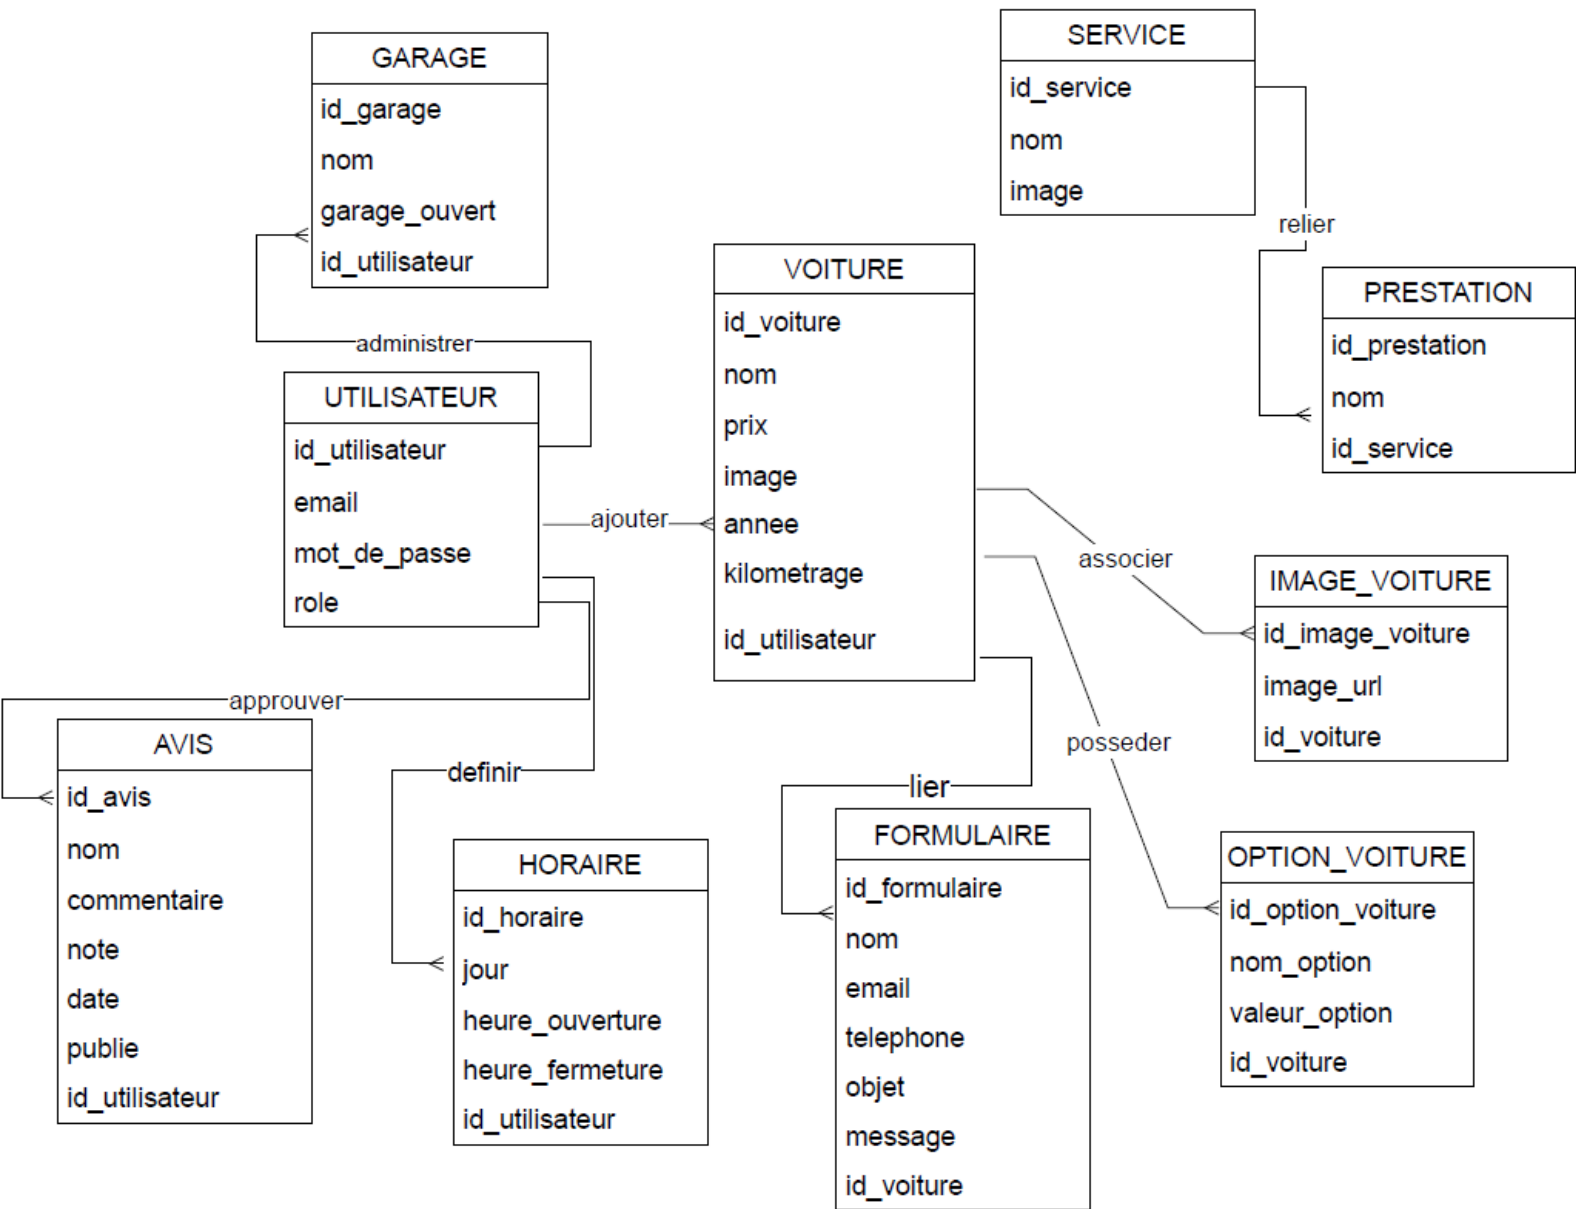 GARAGE
id_garage
nom
garage_ouvert
id_utilisateur
administrer
UTILISATEUR
id_utilisateur
email
mot_de_passe
role
ajouter
approuver
definir
AVIS
id_avis
nom
commentaire
note
date
publie
id_utilisateur
HORAIRE
id_horaire
jour
heure_ouverture
heure_fermeture
id_utilisateur
VOITURE
id_voiture
nom
prix
image
annee
kilometrage
id_utilisateur
lier
FORMULAIRE
id_formulaire
nom
email
telephone
objet
message
id_voiture
SERVICE
id_service
nom
image
relier
PRESTATION
id_prestation
nom
id_service
associer
IMAGE_VOITURE
id_image_voiture
image_url
id_voiture
posseder
OPTION_VOITURE
id_option_voiture
nom_option
valeur_option
id_voiture